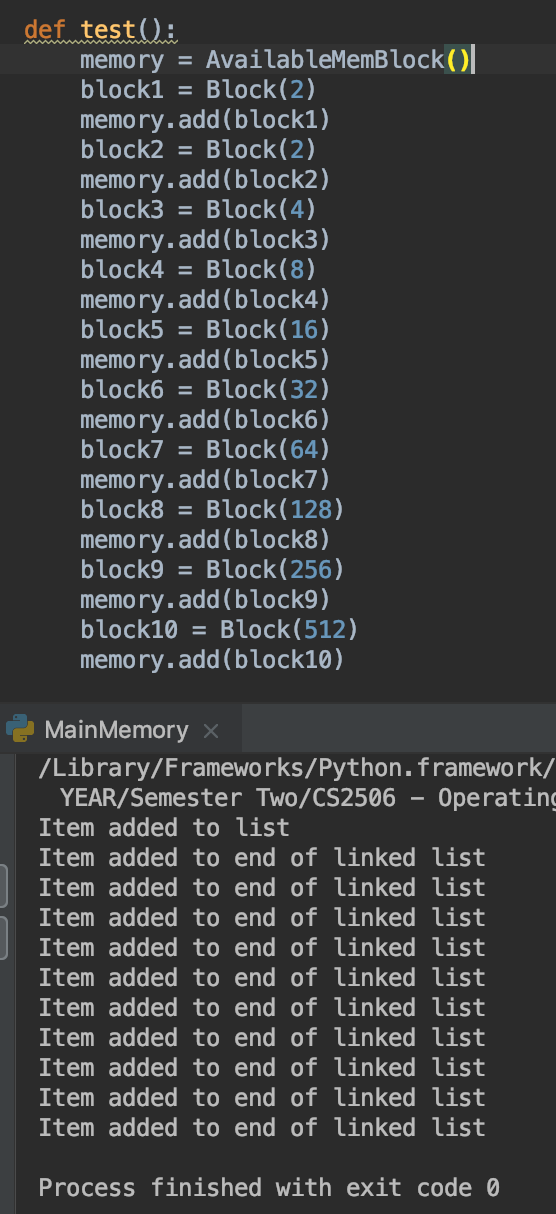 def test():
    memory = AvailableMemBlock()
    block1 = Block(2)
    memory.add(block1)
    block2 = Block(2)
    memory.add(block2)
    block3 = Block(4)
    memory.add(block3)
    block4 = Block(8)
    memory.add(block4)
    block5 = Block(16)
    memory.add(block5)
    block6 = Block(32)
    memory.add(block6)
    block7 = Block(64)
    memory.add(block7)
    block8 = Block(128)
    memory.add(block8)
    block9 = Block(256)
    memory.add(block9)
    block10 = Block(512)
    memory.add(block10)
MainMemory
/Library/Frameworks/Python.framework/
YEAR/Semester Two/CS2506 - Operating
Item added to list
Item added to end of linked list
Item added to end of linked list
Item added to end of linked list
Item added to end of linked list
Item added to end of linked list
Item added to end of linked list
Item added to end of linked list
Item added to end of linked list
Item added to end of linked list
Item added to end of linked list
Process finished with exit code 0